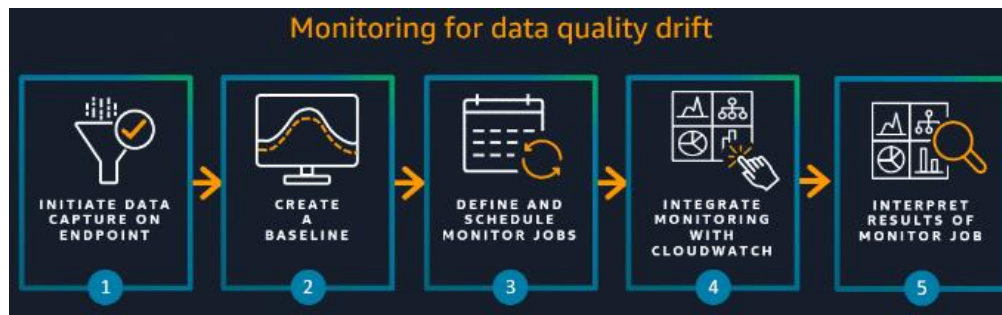 Monitoring for data quality drift
INITIATE DATA
CAPTURE ON
ENDPOINT
1
CREATE
A
BASELINE
2
DEFINE AND
SCHEDULE
MONITOR JOBS
3
INTEGRATE
MONITORING
WITH
CLOUDWATCH
4
INTERPRET
RESULTS OF
MONITOR JOB
5